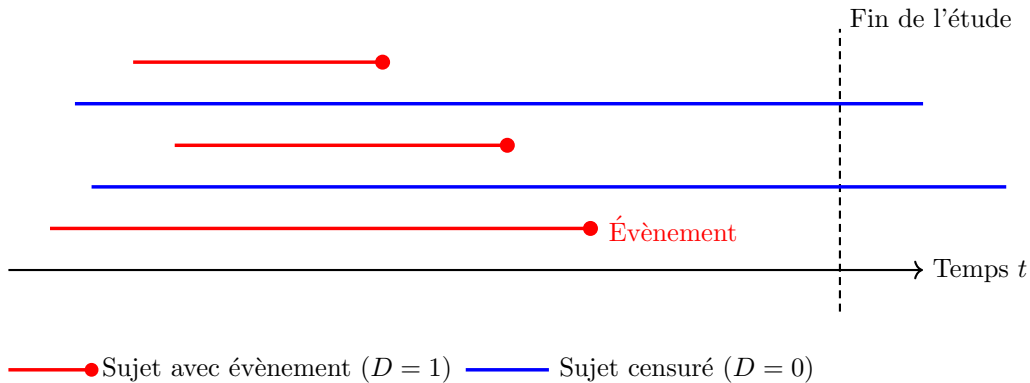 Fin de l'étude
Évènement
Temps t
Sujet avec évènement (D = 1)
Sujet censuré (D = 0)